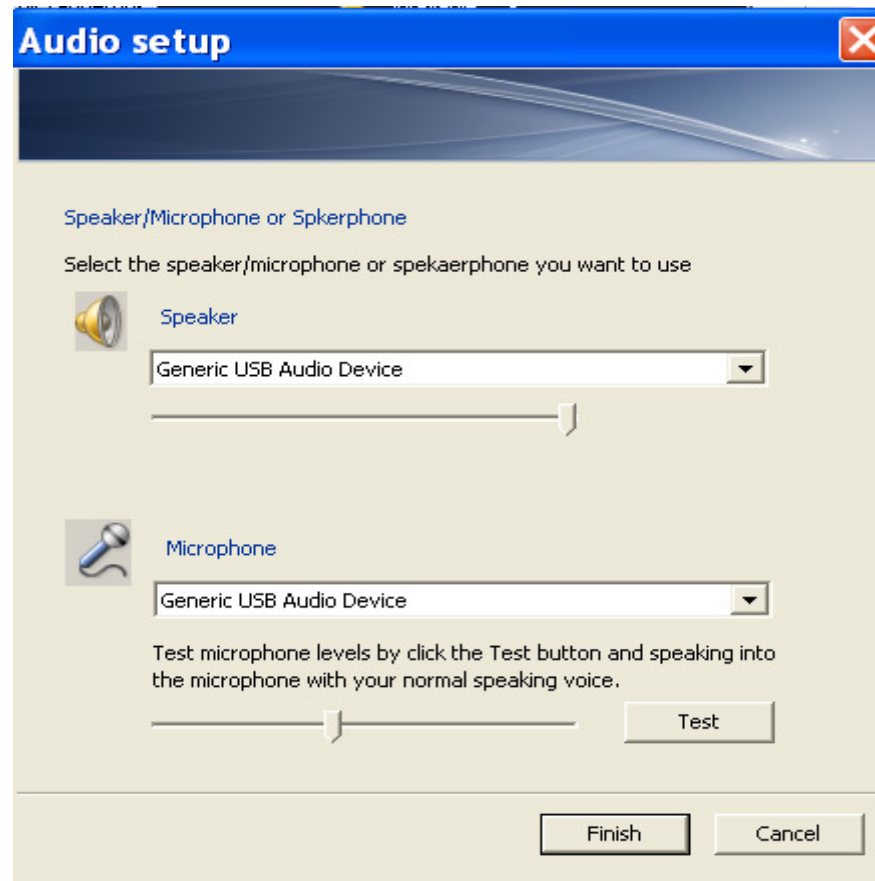 Audio setup
Speaker/Microphone or Spkerphone
Select the speaker/microphone or spekaerphone you want to use
Speaker
Generic USB Audio Device
Microphone
Generic USB Audio Device
Test microphone levels by click the Test button and speaking into
the microphone with your normal speaking voice.
Test
Finish
Cancel